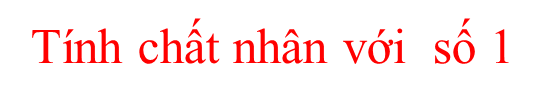 Tính chất nhân với số 1